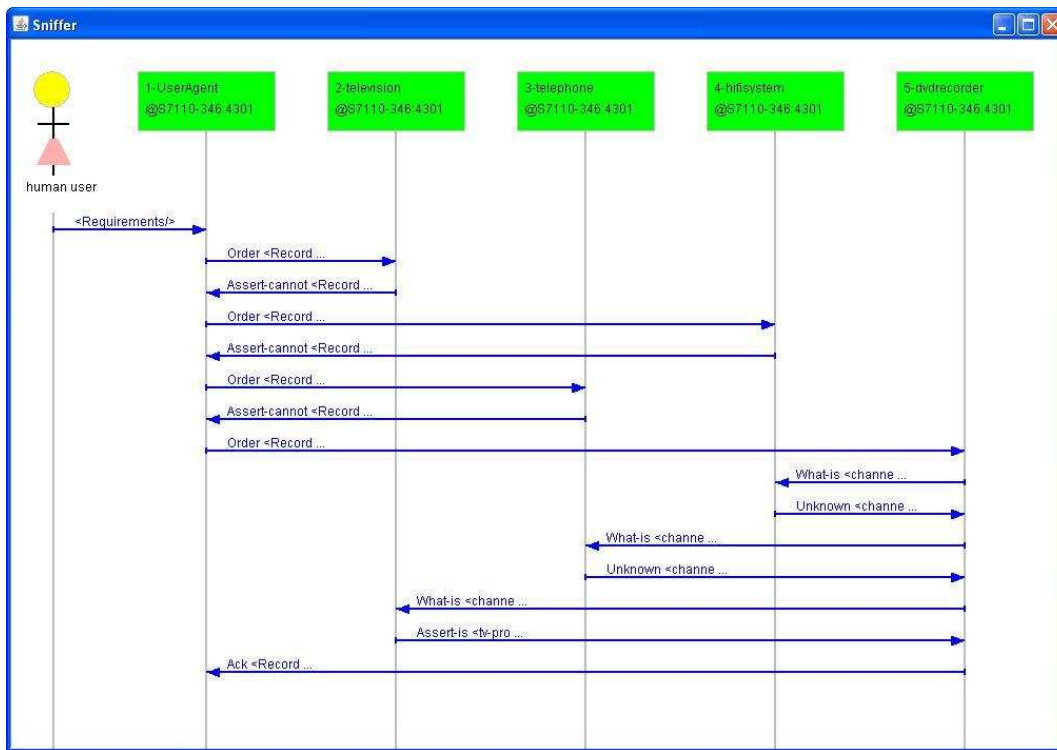 Sniffer
1-UserAgent
@S7110-346:4301
2-television
@S7110-346:4301
3-telephone
@S7110-346:4301
4-hifisystem
@S7110-346:4301
5-dvdrecorder
@S7110-346:4301
human user
<Requirements/>
Order <Record ...
Assert-cannot <Record ...
Order <Record ...
Assert-cannot <Record ...
Order <Record ...
Assert-cannot <Record ...
Order <Record ...
What-is <channe ...
Unknown <channe ...
What-is <channe ...
Unknown <channe ...
What-is <channe ...
Assert-is <tv-pro ...
Ack <Record ...